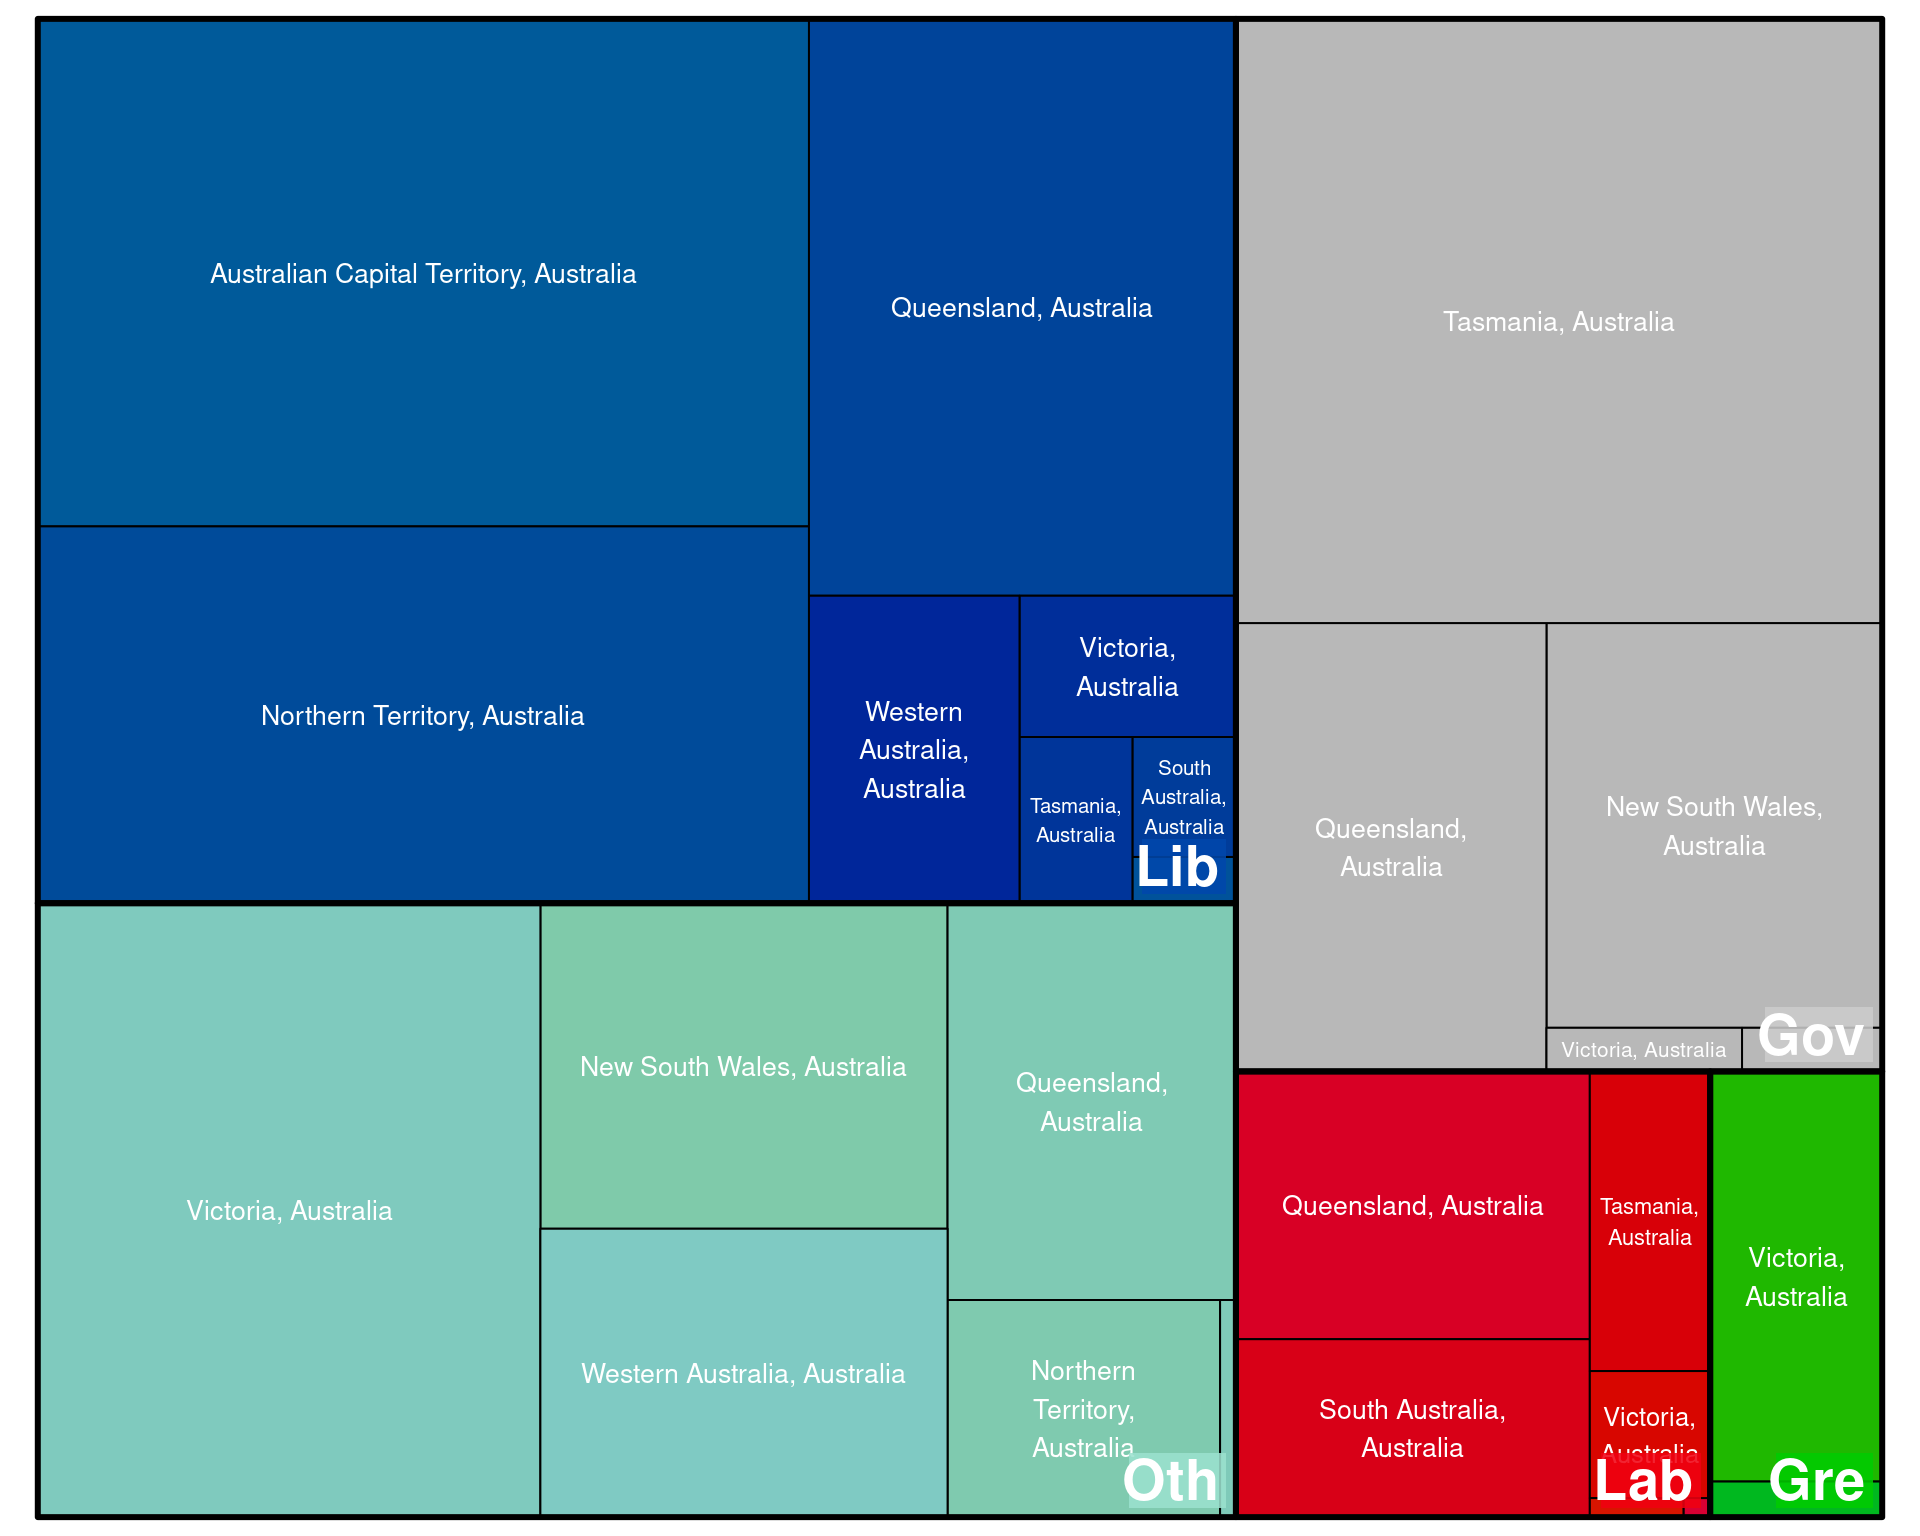 Australian Capital Territory, Australia
Northern Territory, Australia
Queensland, Australia
Western
Australia,
Australia
Victoria,
Australia
Tasmania,
Australia
South
Australia,
Australia
Lib
Tasmania, Australia
Queensland,
Australia
New South Wales,
Australia
Victoria, Australia
Gov
Victoria, Australia
New South Wales, Australia
Western Australia, Australia
Queensland,
Australia
Northern
Territory,
Australia
Oth
Queensland, Australia
South Australia,
Australia
Tasmania,
Australia
Victoria,
Australia
Lab
Victoria,
Australia
Gre